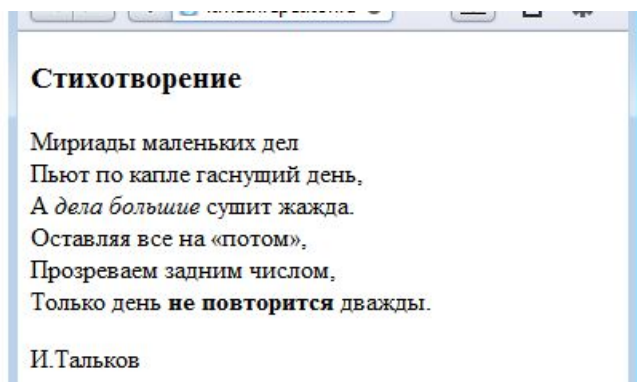 Стихотворение
Мириады маленьких дел
Пьют по капле гаснущий день,
А дела большие сушит жажда.
Оставляя все на «потом»,
Прозреваем задним числом,
Только день не повторится дважды.
И.Тальков